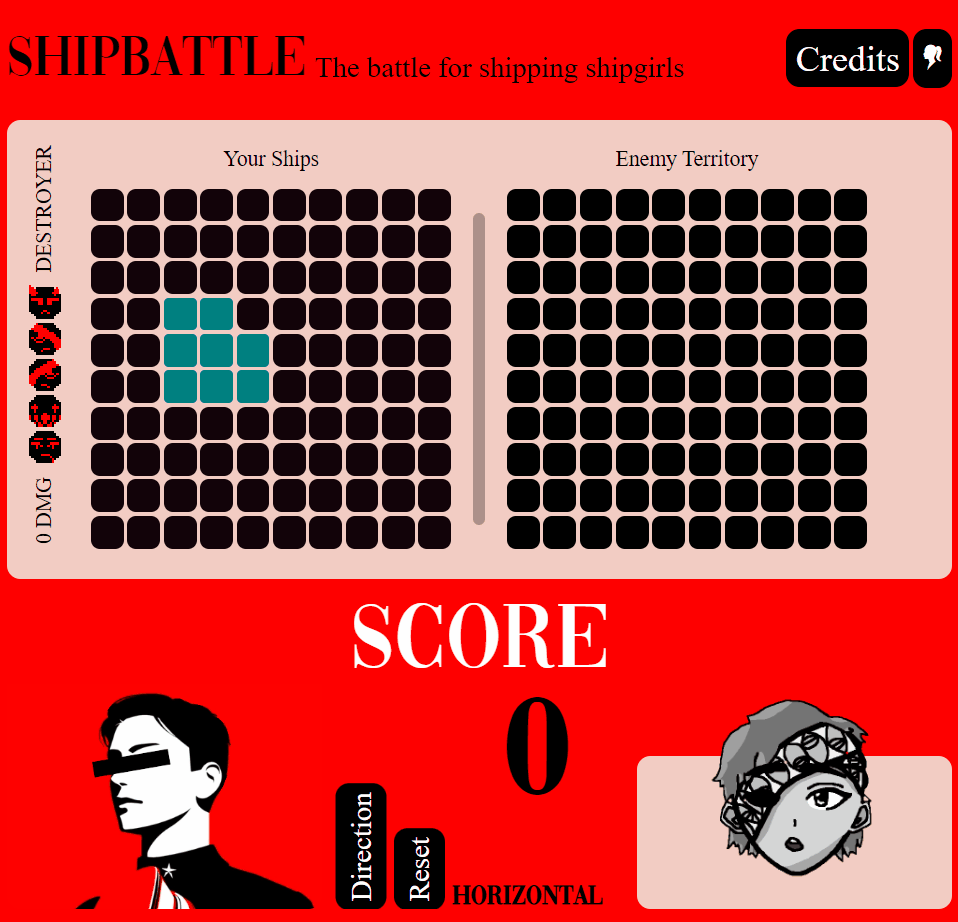 SHIPBATTLE The battle for shipping shipgirls
Credits
Your Ships
Enemy Territory
DESTROYER
0 DMG
SCORE
0
Direction
Reset
HORIZONTAL